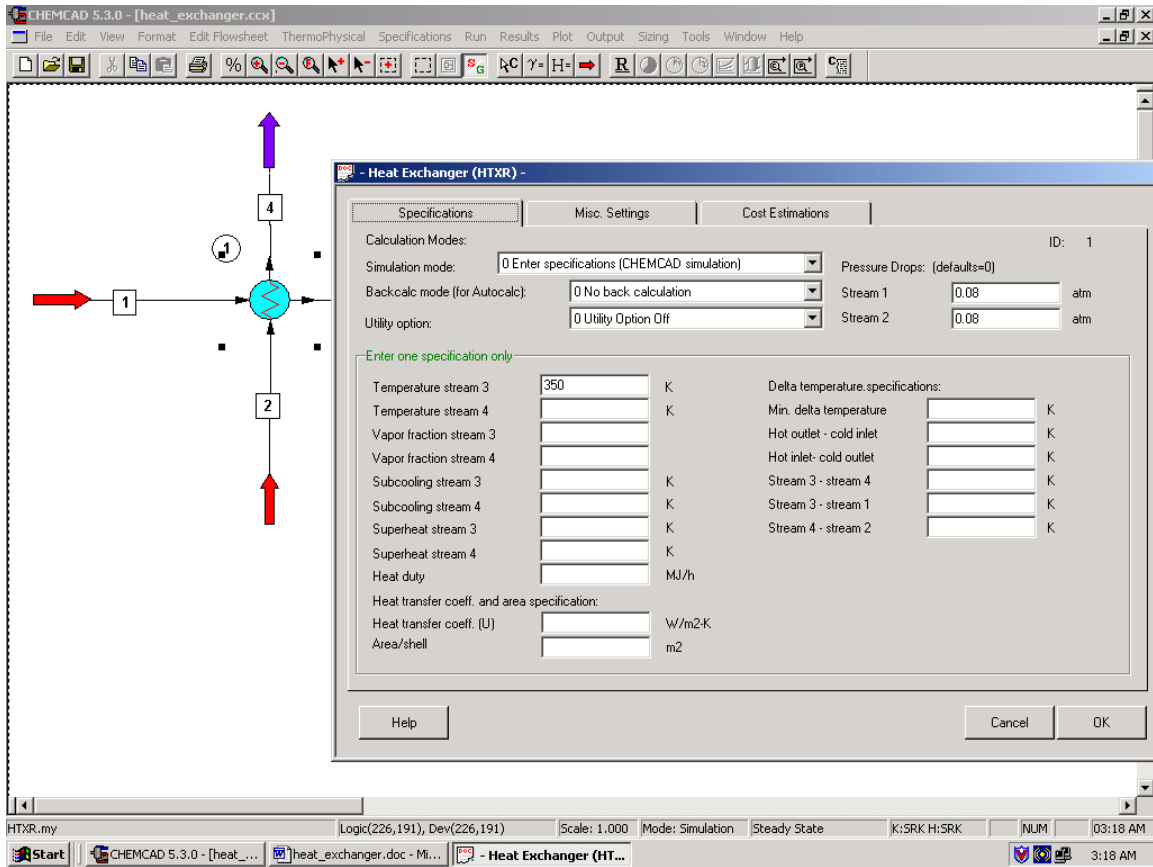 CHEMCAD 5.3.0 - [heat_exchanger.ccx]
File Edit View Format Edit Flowsheet ThermoPhysical Specifications Run Results Plot Output Sizing Tools Window Help
% S G C γ= H= R C
- Heat Exchanger (HTXR) -
Specifications Misc. Settings Cost Estimations
Calculation Modes: ID: 1
Simulation mode: 0 Enter specifications (CHEMCAD simulation) Pressure Drops: (defaults=0)
Backcalc mode (for Autocalc): 0 No back calculation Stream 1 0.08 atm
Utility option: 0 Utility Option Off Stream 2 0.08 atm
Enter one specification only
Temperature stream 3 350 K Delta temperature.specifications:
Temperature stream 4 K Min. delta temperature K
Vapor fraction stream 3 Hot outlet - cold inlet K
Vapor fraction stream 4 Hot inlet- cold outlet K
Subcooling stream 3 K Stream 3 - stream 4 K
Subcooling stream 4 K Stream 3 - stream 1 K
Superheat stream 3 K Stream 4 - stream 2 K
Superheat stream 4 K
Heat duty MJ/h
Heat transfer coeff. and area specification:
Heat transfer coeff. (U) W/m2-K
Area/shell m2
Help Cancel OK
4
1
1
2
HTXR.my Logic(226,191), Dev(226,191) Scale: 1.000 Mode: Simulation Steady State K:SRK H:SRK NUM 03:18 AM
Start CHEMCAD 5.3.0 - [heat_... heat_exchanger.doc - Mi... - Heat Exchanger (HT... 3:18 AM